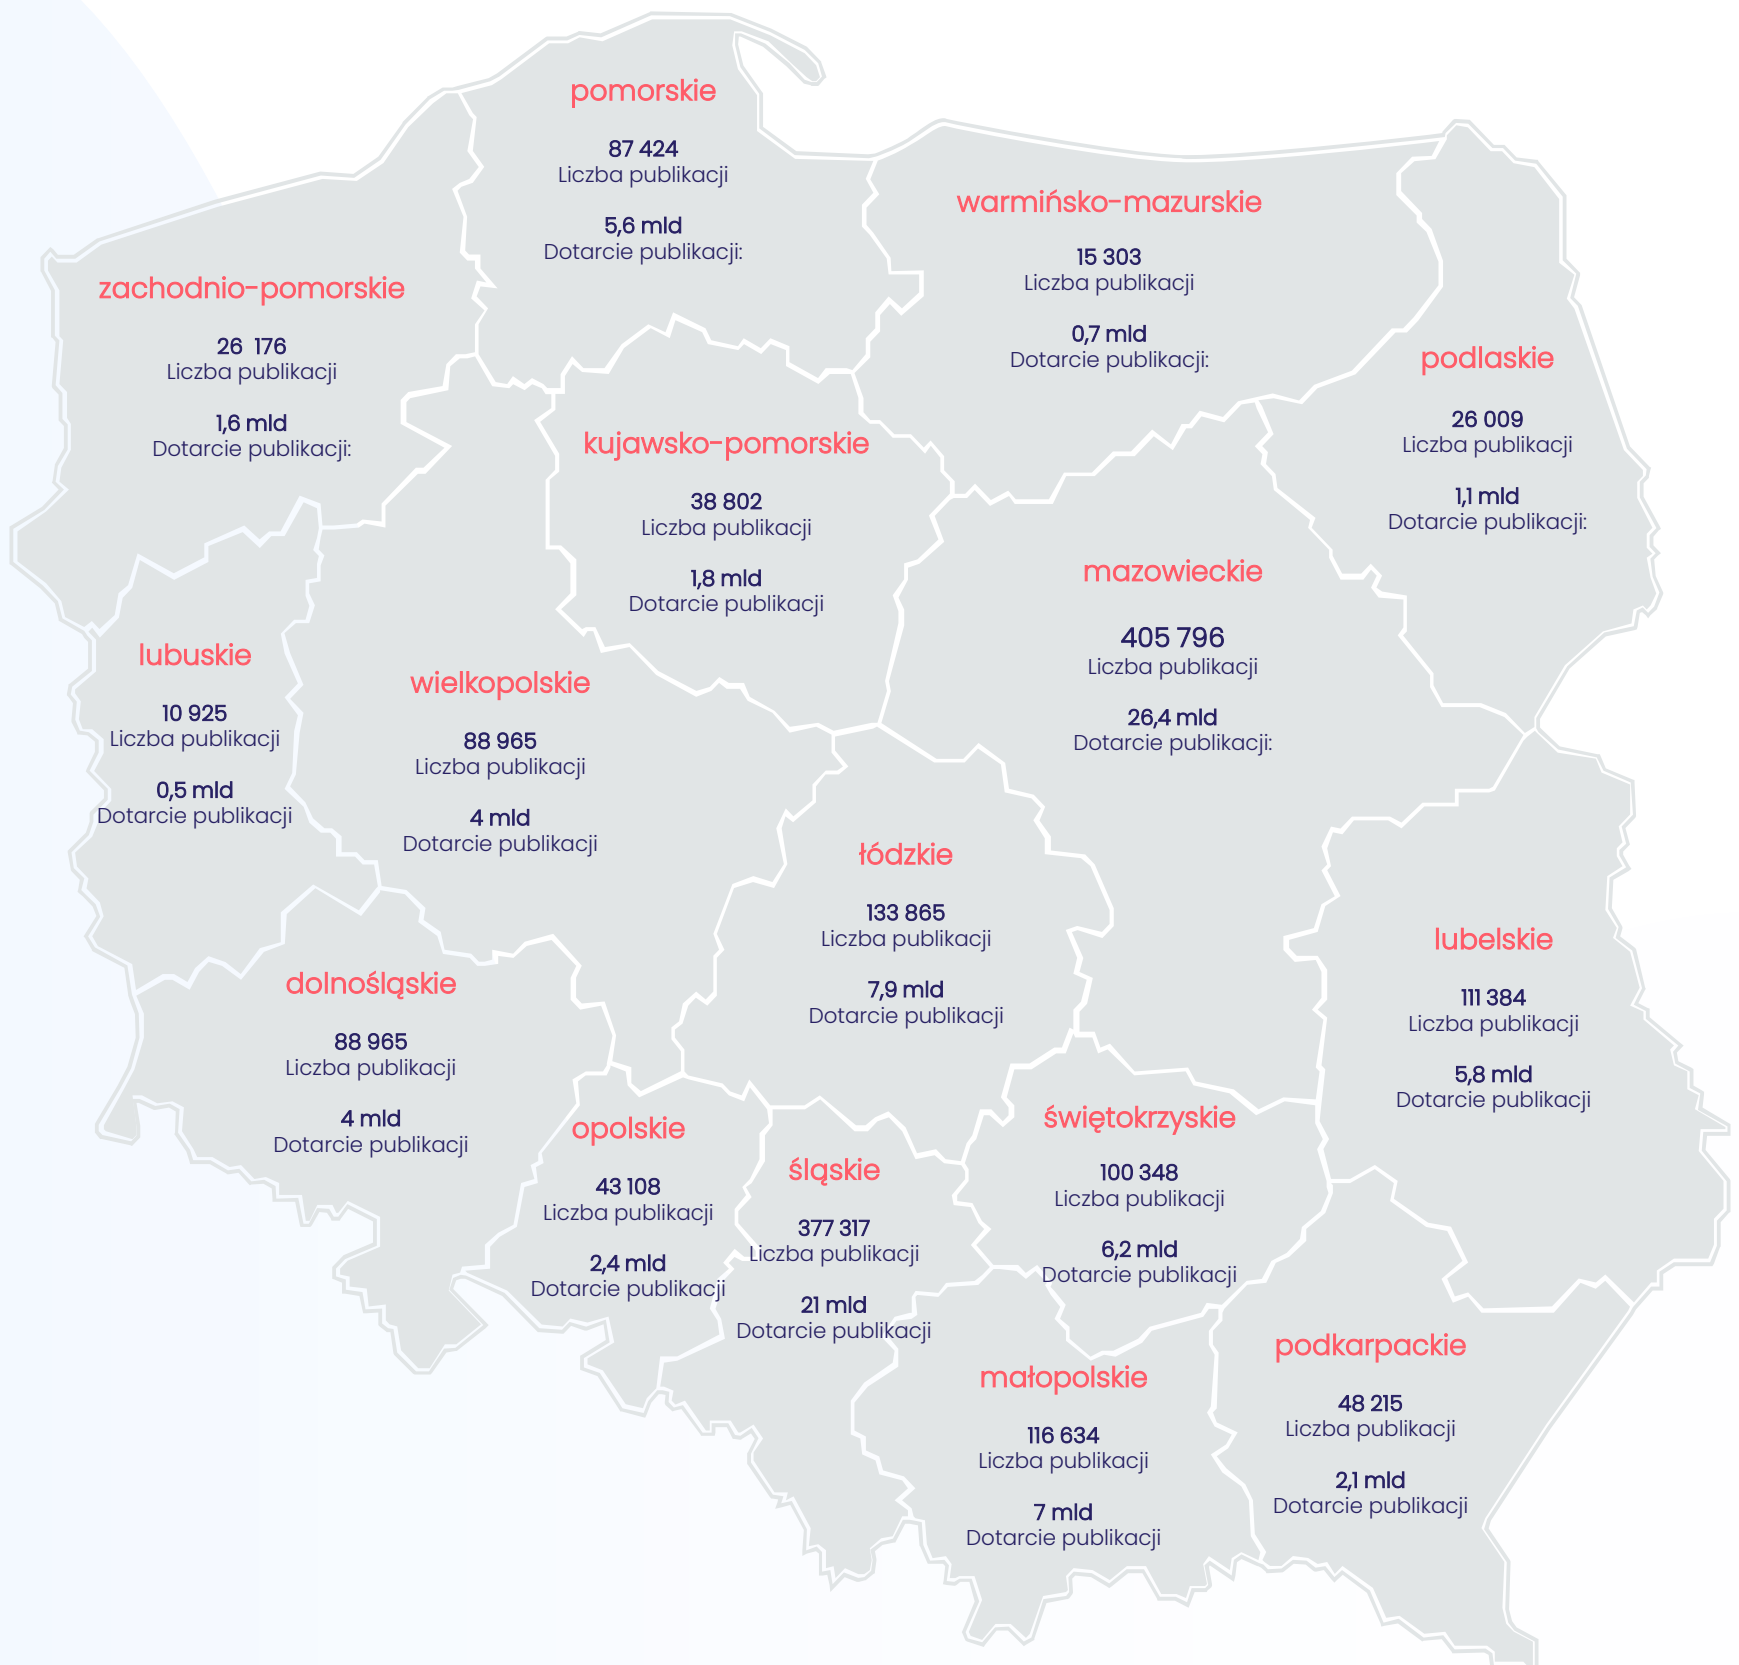 pomorskie
87 424
Liczba publikacji
5,6 mld
Dotarcie publikacji:
warmińsko-mazurskie
15 303
Liczba publikacji
0,7 mld
Dotarcie publikacji:
zachodnio-pomorskie
26  176
Liczba publikacji
1,6 mld
Dotarcie publikacji:
podlaskie
26 009
Liczba publikacji
1,1 mld
Dotarcie publikacji:
kujawsko-pomorskie
38 802
Liczba publikacji
1,8 mld
Dotarcie publikacji
mazowieckie
405 796
Liczba publikacji
26,4 mld
Dotarcie publikacji:
lubuskie
10 925
Liczba publikacji
0,5 mld
Dotarcie publikacji
wielkopolskie
88 965
Liczba publikacji
4 mld
Dotarcie publikacji
łódzkie
133 865
Liczba publikacji
7,9 mld
Dotarcie publikacji
lubelskie
111 384
Liczba publikacji
5,8 mld
Dotarcie publikacji
dolnośląskie
88 965
Liczba publikacji
4 mld
Dotarcie publikacji
opolskie
43 108
Liczba publikacji
2,4 mld
Dotarcie publikacji
śląskie
377 317
Liczba publikacji
21 mld
Dotarcie publikacji
świętokrzyskie
100 348
Liczba publikacji
6,2 mld
Dotarcie publikacji
małopolskie
116 634
Liczba publikacji
7 mld
Dotarcie publikacji
podkarpackie
48 215
Liczba publikacji
2,1 mld
Dotarcie publikacji